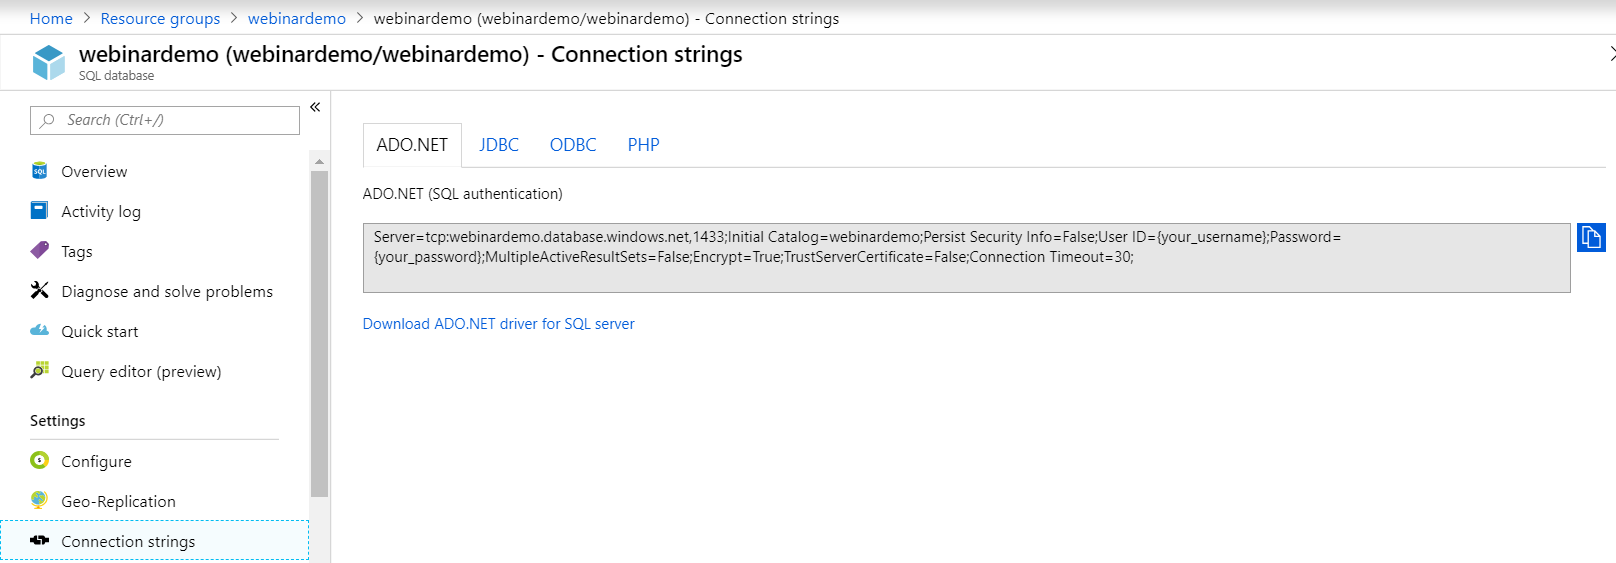 Home > Resource groups > webinardemo > webinardemo (webinardemo/webinardemo) - Connection strings
webinardemo (webinardemo/webinardemo) - Connection strings
SQL database
Search (Ctrl+/)
«
SQL Overview
Activity log
Tags
Diagnose and solve problems
Quick start
Query editor (preview)
Settings
Configure
Geo-Replication
Connection strings
ADO.NET JDBC ODBC PHP
ADO.NET (SQL authentication)
Server=tcp:webinardemo.database.windows.net,1433;Initial Catalog=webinardemo;Persist Security Info=False;User ID={your_username};Password=
{your_password};MultipleActiveResultSets=False;Encrypt=True;TrustServerCertificate=False;Connection Timeout=30;
Download ADO.NET driver for SQL server